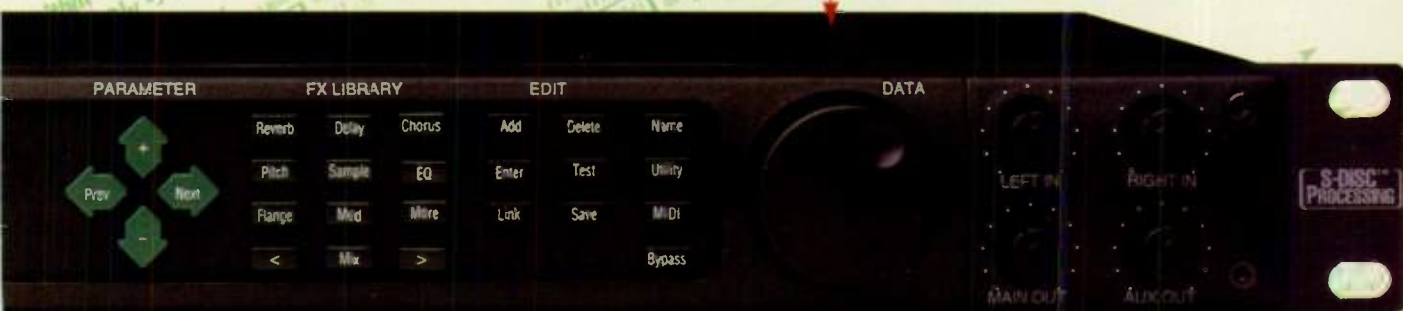 PARAMETER FX LIBRARY EDIT DATA
Reverb Delay Chorus Add Delete Name
+
Pitch Sample EQ Enter Test Utility
Prev Next LEFT IN RIGHT IN S-DISC™
PROCESSING
Flange Mod More Link Save MIDI
-
< Mix > Bypass
MAIN OUT AUX OUT